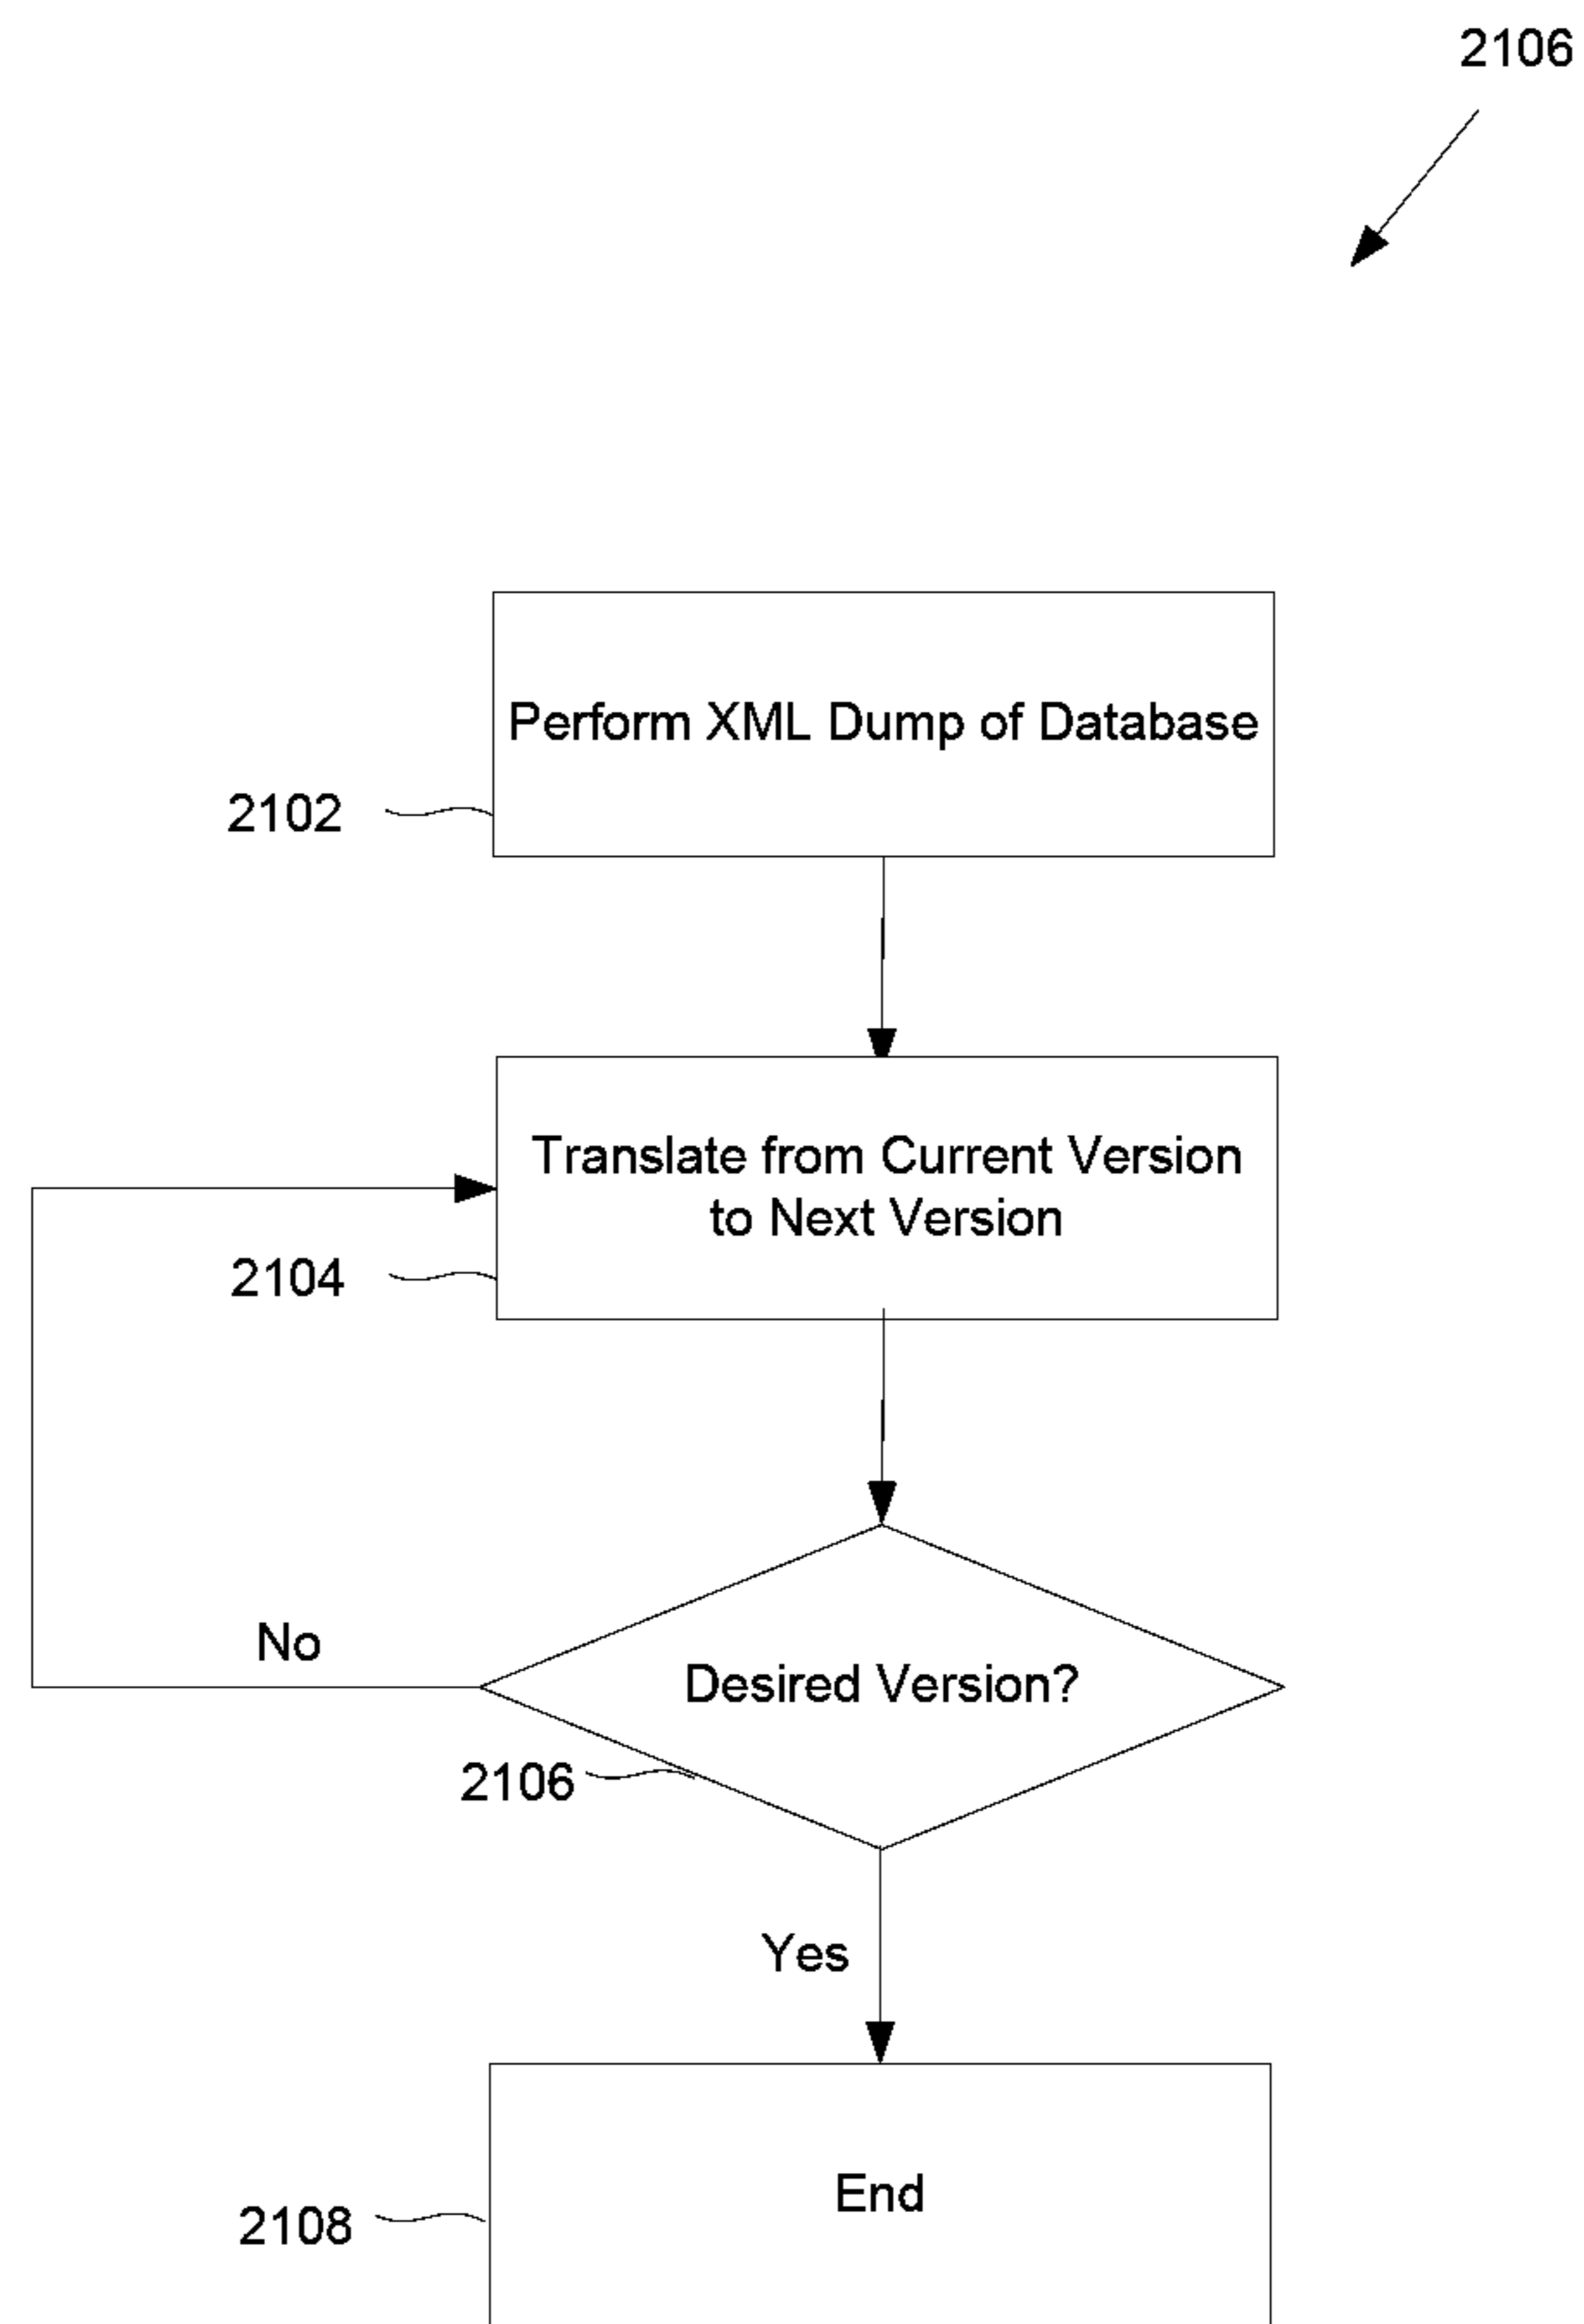 2106
Perform XML Dump of Database
2102
Translate from Current Version
to Next Version
2104
No
Desired Version?
2106
Yes
End
2108